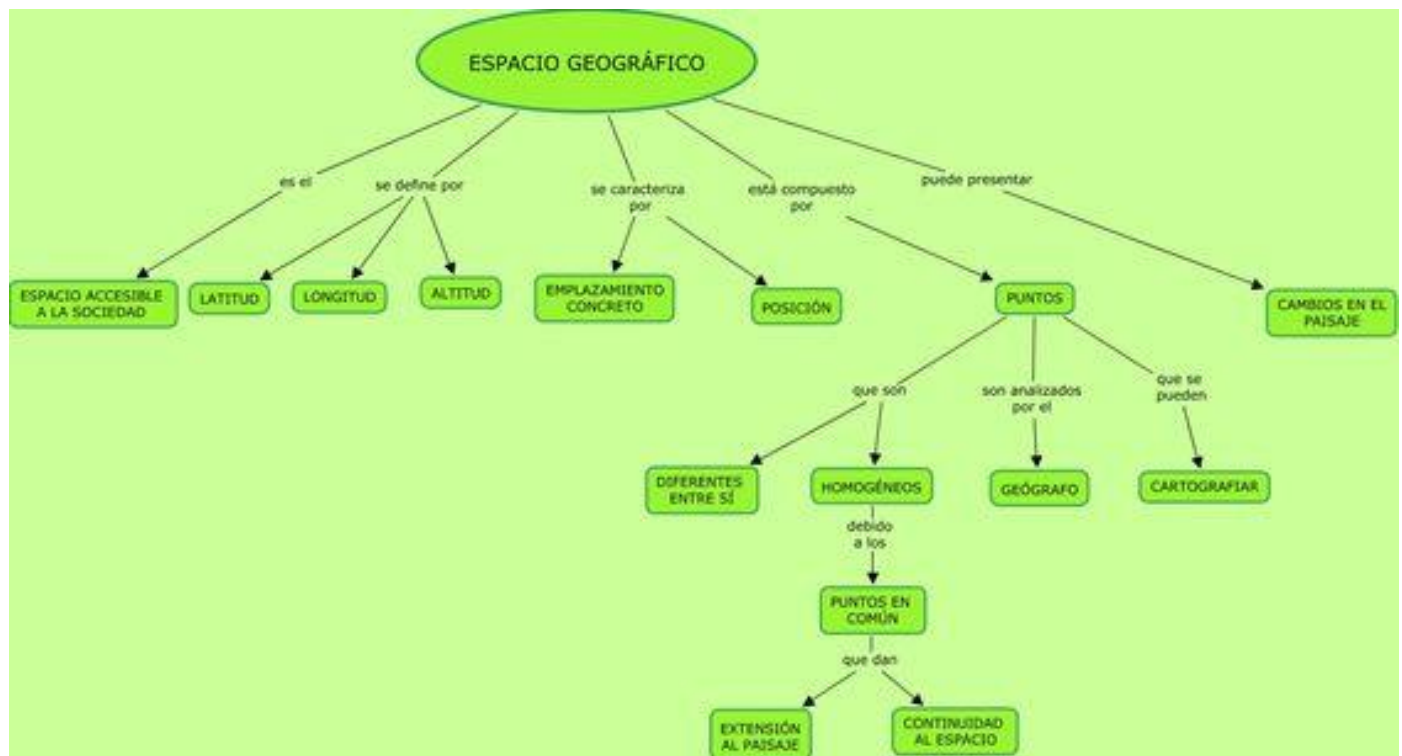 ESPACIO GEOGRÁFICO
es el
se define por
se caracteriza
por
está compuesto
por
puede presentar
ESPACIO ACCESIBLE
A LA SOCIEDAD
LATITUD
LONGITUD
ALTITUD
EMPLAZAMIENTO
CONCRETO
POSICIÓN
PUNTOS
CAMBIOS EN EL
PAISAJE
que son
son analizados
por el
que se
pueden
DIFERENTES
ENTRE SÍ
HOMOGÉNEOS
GEÓGRAFO
CARTOGRAFIAR
debido
a los
PUNTOS EN
COMÚN
que dan
EXTENSIÓN
AL PAISAJE
CONTINUIDAD
AL ESPACIO